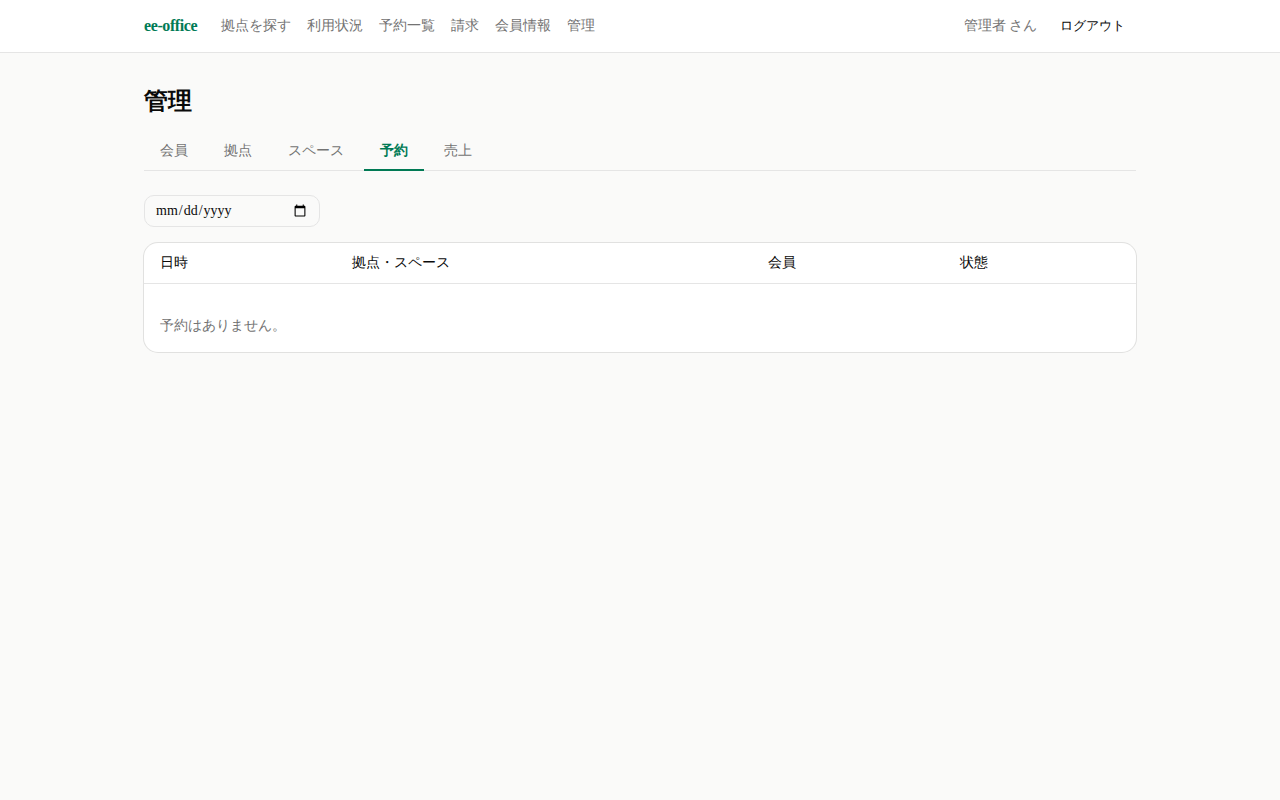 ee-office 拠点を探す 利用状況 予約一覧 請求 会員情報 管理 管理者 さん ログアウト
管理
会員 拠点 スペース 予約 売上
mm/dd/yyyy
日時 拠点・スペース 会員 状態
予約はありません。